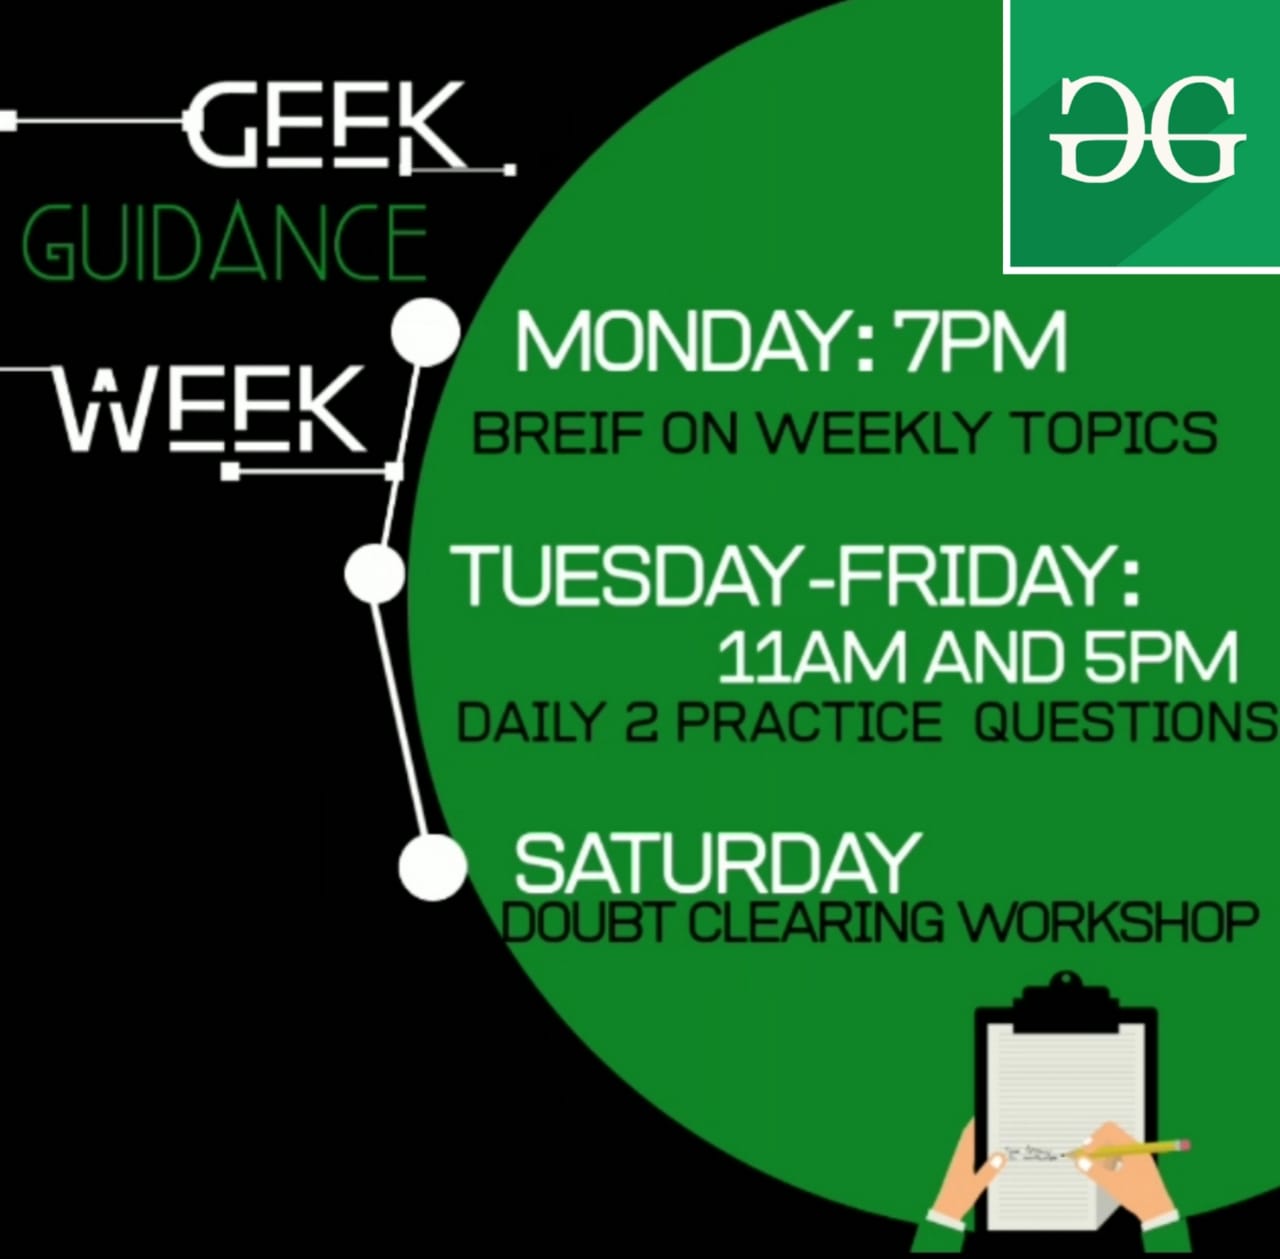 GEEK
GUIDANCE
WEEK
MONDAY: 7PM
BREIF ON WEEKLY TOPICS
TUESDAY-FRIDAY:
11AM AND 5PM
DAILY 2 PRACTICE QUESTIONS
SATURDAY
DOUBT CLEARING WORKSHOP